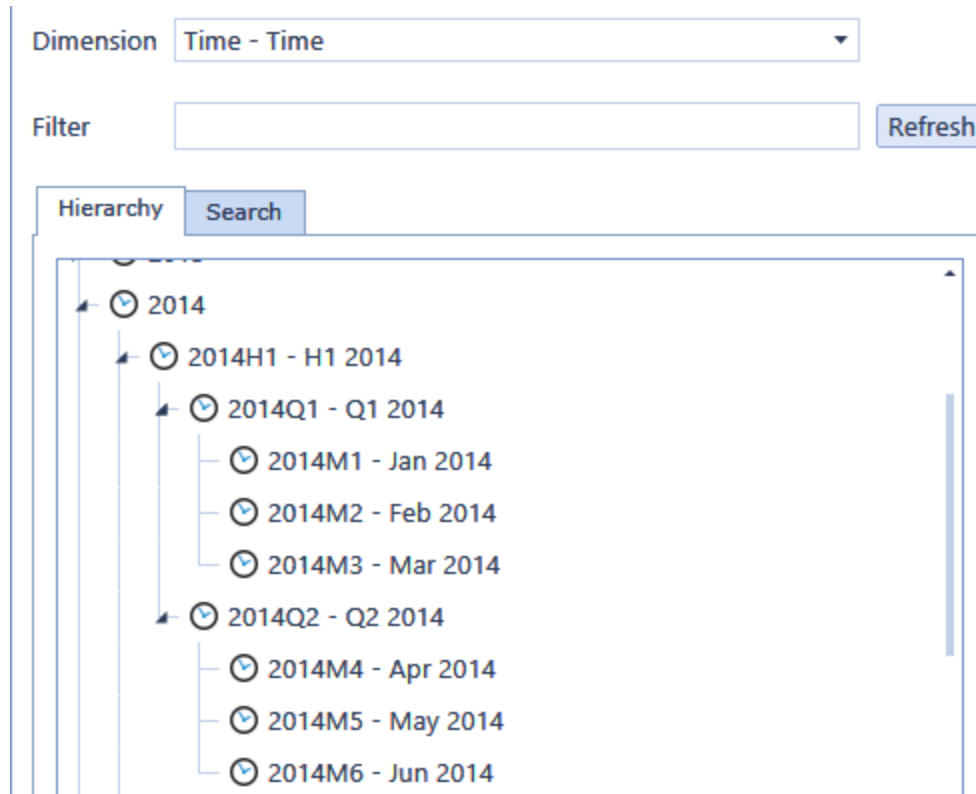 Dimension Time - Time
Filter
Refresh
Hierarchy Search
2014
2014H1 - H1 2014
2014Q1 - Q1 2014
2014M1 - Jan 2014
2014M2 - Feb 2014
2014M3 - Mar 2014
2014Q2 - Q2 2014
2014M4 - Apr 2014
2014M5 - May 2014
2014M6 - Jun 2014